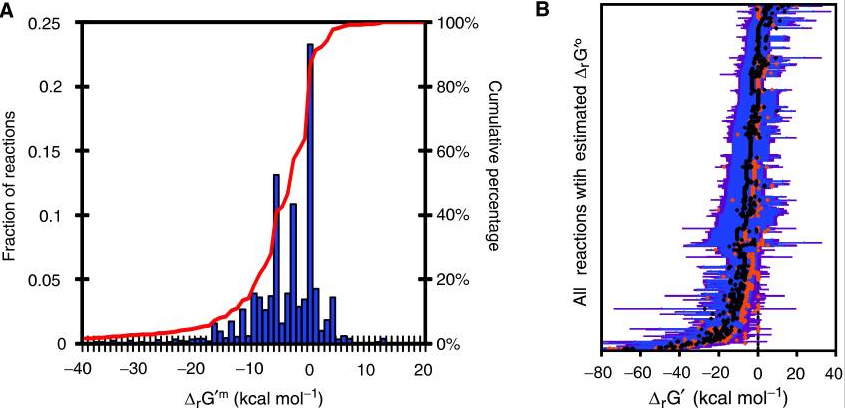 A
B
0.25
0.2
0.15
0.1
0.05
0
Fraction of reactions
100%
80%
60%
40%
20%
0%
Cumulative percentage
−40 −30 −20 −10 0 10 20
ΔrG′m (kcal mol−1)
All reactions wtih estimated ΔrG′o
−80 −60 −40 −20 0 20 40
ΔrG′ (kcal mol−1)